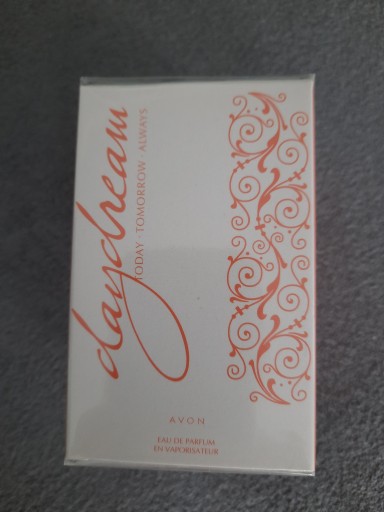 daydream
TODAY · TOMORROW · ALWAYS
AVON
EAU DE PARFUM
EN VAPORISATEUR